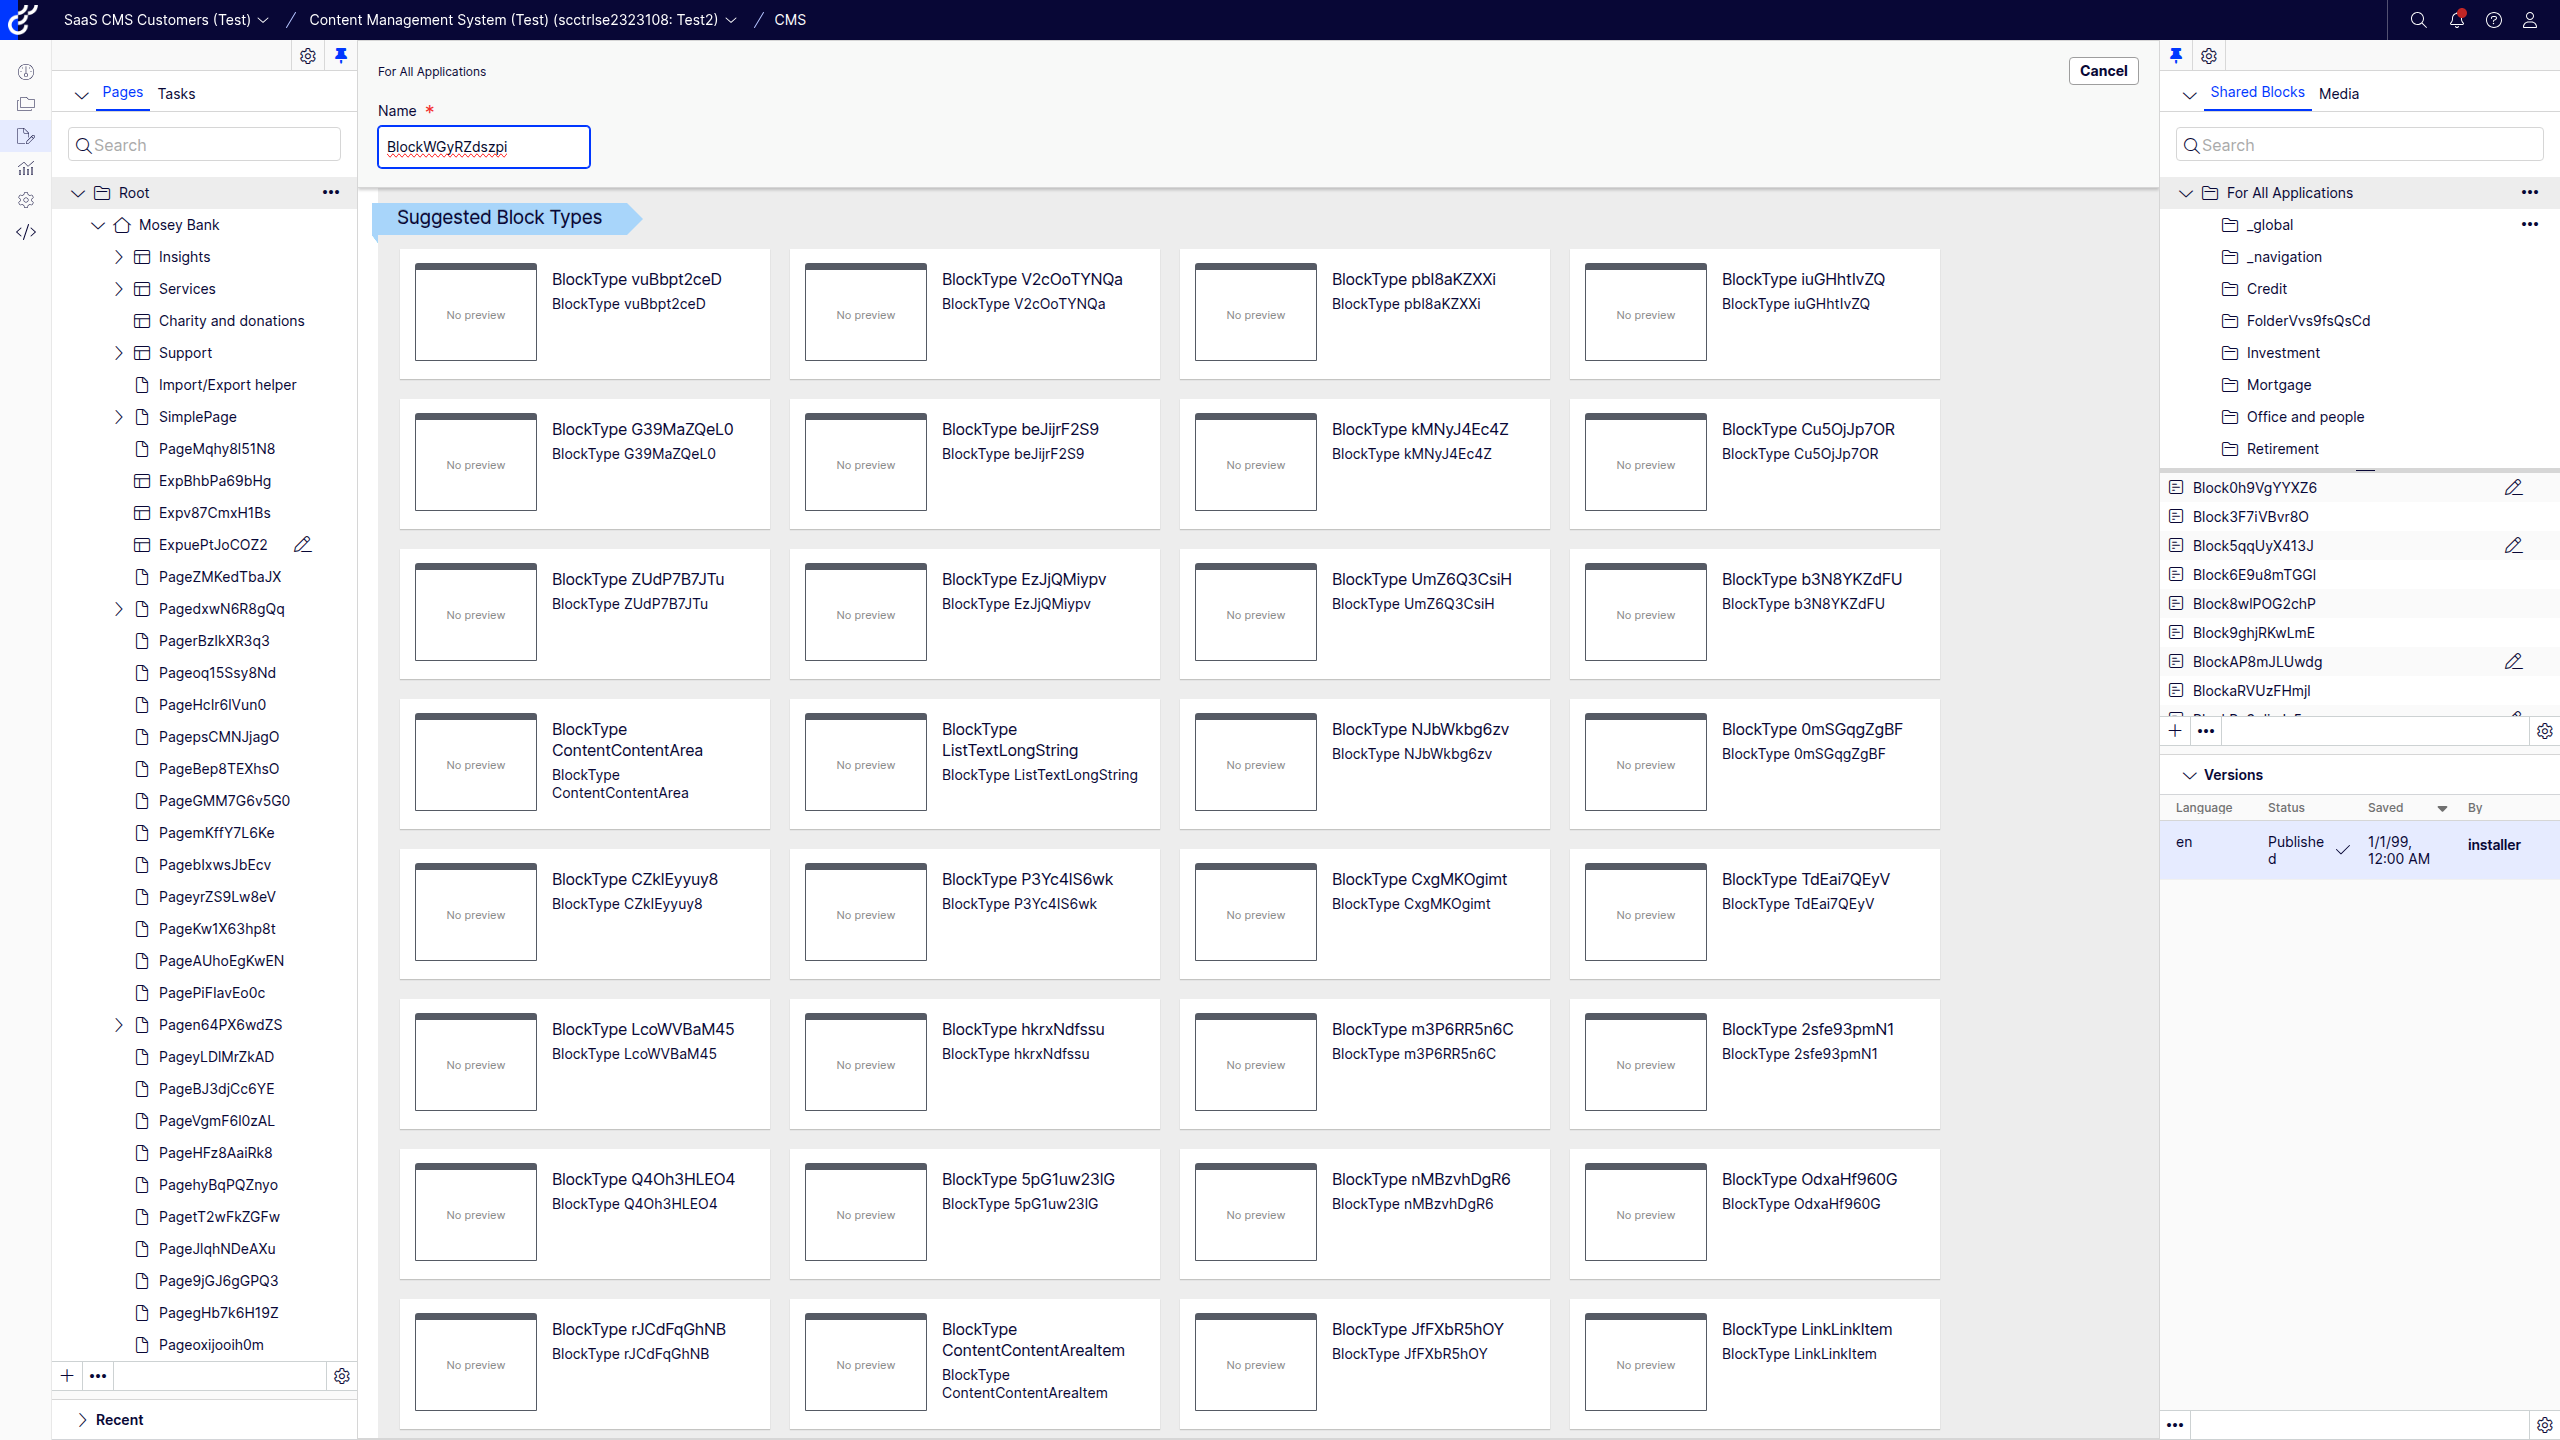 SaaS CMS Customers (Test) / Content Management System (Test) (scctrlse2323108: Test2) / CMS
Pages Tasks
Search
Root
Mosey Bank
Insights
Services
Charity and donations
Support
Import/Export helper
SimplePage
PageMqhy8l51N8
ExpBhbPa69bHg
Expv87CmxH1Bs
ExpuePtJoCOZ2
PageZMKedTbaJX
PagedxwN6R8gQq
PagerBzlkXR3q3
Pageoq15Ssy8Nd
PageHclr6lVun0
PagepsCMNJjagO
PageBep8TEXhsO
PageGMM7G6v5G0
PagemKffY7L6Ke
PageblxwsJbEcv
PageyrZS9Lw8eV
PageKw1X63hp8t
PageAUhoEgKwEN
PagePiFlavEo0c
Pagen64PX6wdZS
PageyLDlMrZkAD
PageBJ3djCc6YE
PageVgmF6l0zAL
PageHFz8AaiRk8
PagehyBqPQZnyo
PagetT2wFkZGFw
PageJlqhNDeAXu
Page9jGJ6gGPQ3
PagegHb7k6H19Z
Pageoxijooih0m
Recent
For All Applications
Cancel
Name *
BlockWGyRZdszpi
Suggested Block Types
No preview
BlockType vuBbpt2ceD
BlockType vuBbpt2ceD
No preview
BlockType V2cOoTYNQa
BlockType V2cOoTYNQa
No preview
BlockType pbI8aKZXXi
BlockType pbI8aKZXXi
No preview
BlockType iuGHhtIvZQ
BlockType iuGHhtIvZQ
No preview
BlockType G39MaZQeL0
BlockType G39MaZQeL0
No preview
BlockType beJijrF2S9
BlockType beJijrF2S9
No preview
BlockType kMNyJ4Ec4Z
BlockType kMNyJ4Ec4Z
No preview
BlockType Cu5OjJp7OR
BlockType Cu5OjJp7OR
No preview
BlockType ZUdP7B7JTu
BlockType ZUdP7B7JTu
No preview
BlockType EzJjQMiypv
BlockType EzJjQMiypv
No preview
BlockType UmZ6Q3CsiH
BlockType UmZ6Q3CsiH
No preview
BlockType b3N8YKZdFU
BlockType b3N8YKZdFU
No preview
BlockType
ContentContentArea
BlockType
ContentContentArea
No preview
BlockType
ListTextLongString
BlockType ListTextLongString
No preview
BlockType NJbWkbg6zv
BlockType NJbWkbg6zv
No preview
BlockType 0mSGqgZgBF
BlockType 0mSGqgZgBF
No preview
BlockType CZklEyyuy8
BlockType CZklEyyuy8
No preview
BlockType P3Yc4IS6wk
BlockType P3Yc4IS6wk
No preview
BlockType CxgMKOgimt
BlockType CxgMKOgimt
No preview
BlockType TdEai7QEyV
BlockType TdEai7QEyV
No preview
BlockType LcoWVBaM45
BlockType LcoWVBaM45
No preview
BlockType hkrxNdfssu
BlockType hkrxNdfssu
No preview
BlockType m3P6RR5n6C
BlockType m3P6RR5n6C
No preview
BlockType 2sfe93pmN1
BlockType 2sfe93pmN1
No preview
BlockType Q4Oh3HLEO4
BlockType Q4Oh3HLEO4
No preview
BlockType 5pG1uw23lG
BlockType 5pG1uw23lG
No preview
BlockType nMBzvhDgR6
BlockType nMBzvhDgR6
No preview
BlockType OdxaHf960G
BlockType OdxaHf960G
No preview
BlockType rJCdFqGhNB
BlockType rJCdFqGhNB
No preview
BlockType
ContentContentAreaItem
BlockType
ContentContentAreaItem
No preview
BlockType JfFXbR5hOY
BlockType JfFXbR5hOY
No preview
BlockType LinkLinkItem
BlockType LinkLinkItem
Shared Blocks Media
Search
For All Applications
_global
_navigation
Credit
FolderVvs9fsQsCd
Investment
Mortgage
Office and people
Retirement
Block0h9VgYYXZ6
Block3F7iVBvr8O
Block5qqUyX413J
Block6E9u8mTGGl
Block8wlPOG2chP
Block9ghjRKwLmE
BlockAP8mJLUwdg
BlockaRVUzFHmjl
Versions
Language Status Saved By
en Publishe
d 1/1/99,
12:00 AM installer